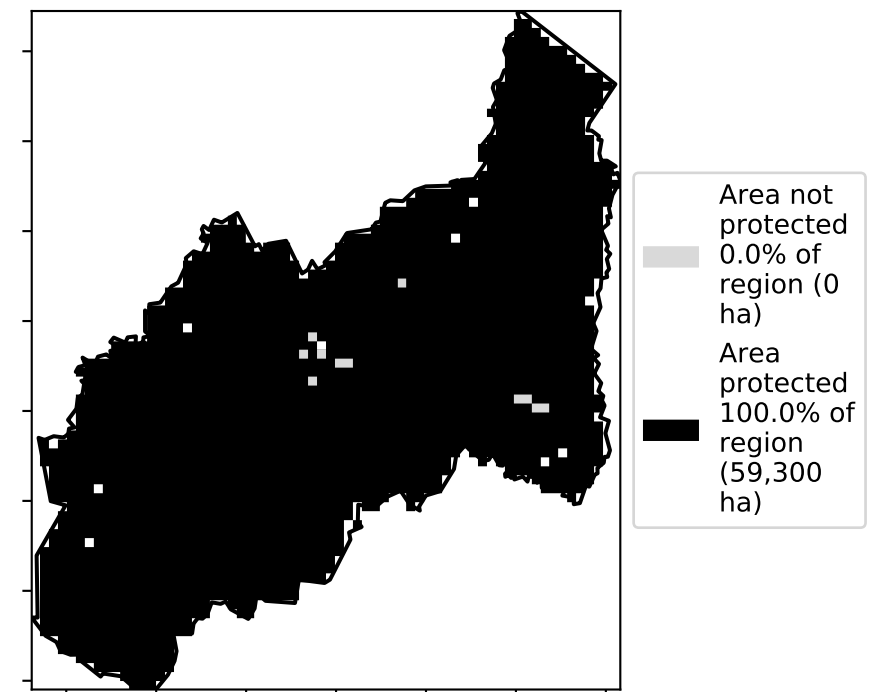 Area not
protected
0.0% of
region (0
ha)
Area
protected
100.0% of
region
(59,300
ha)